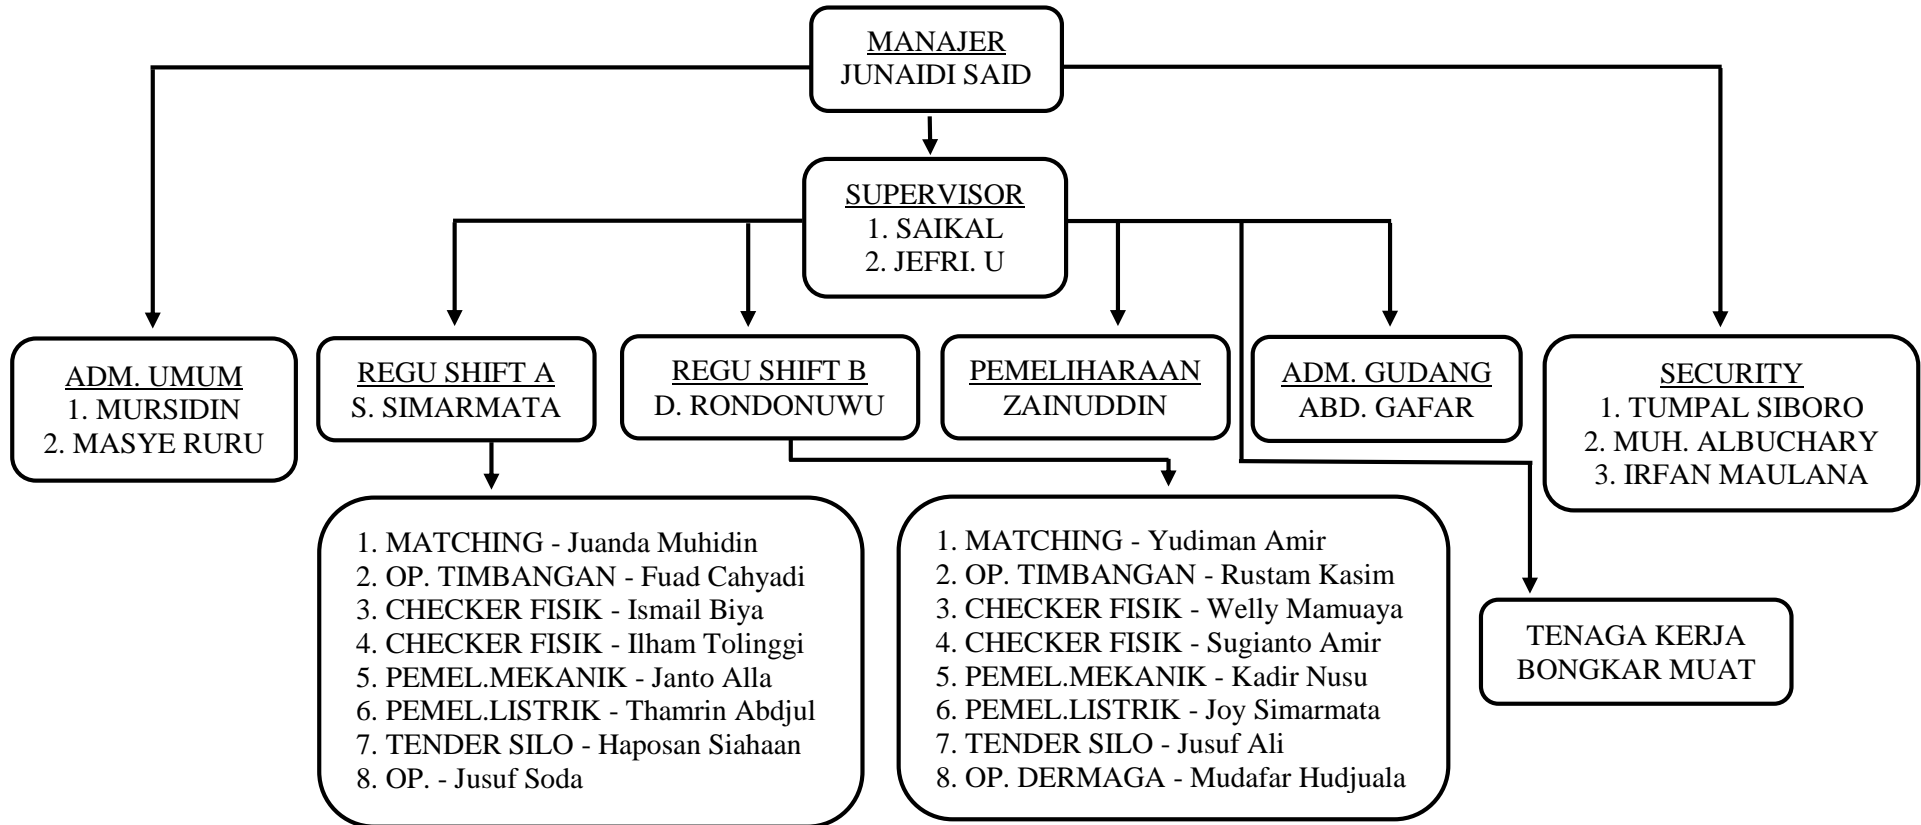 MANAJER
JUNAIDI SAID
SUPERVISOR
1. SAIKAL
2. JEFRI. U
ADM. UMUM
1. MURSIDIN
2. MASYE RURU
REGU SHIFT A
S. SIMARMATA
REGU SHIFT B
D. RONDONUWU
PEMELIHARAAN
ZAINUDDIN
ADM. GUDANG
ABD. GAFAR
SECURITY
1. TUMPAL SIBORO
2. MUH. ALBUCHARY
3. IRFAN MAULANA
1. MATCHING - Juanda Muhidin
2. OP. TIMBANGAN - Fuad Cahyadi
3. CHECKER FISIK - Ismail Biya
4. CHECKER FISIK - Ilham Tolinggi
5. PEMEL.MEKANIK - Janto Alla
6. PEMEL.LISTRIK - Thamrin Abdjul
7. TENDER SILO - Haposan Siahaan
8. OP. - Jusuf Soda
1. MATCHING - Yudiman Amir
2. OP. TIMBANGAN - Rustam Kasim
3. CHECKER FISIK - Welly Mamuaya
4. CHECKER FISIK - Sugianto Amir
5. PEMEL.MEKANIK - Kadir Nusu
6. PEMEL.LISTRIK - Joy Simarmata
7. TENDER SILO - Jusuf Ali
8. OP. DERMAGA - Mudafar Hudjuala
TENAGA KERJA
BONGKAR MUAT